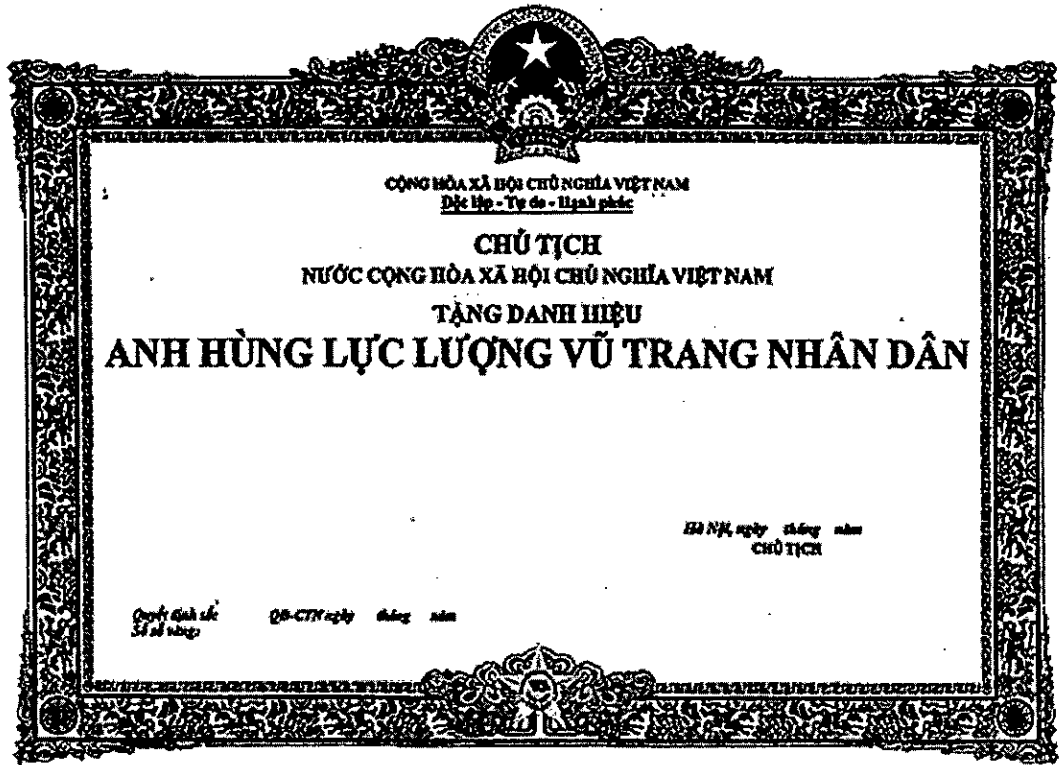 CỘNG HÒA XÃ HỘI CHỦ NGHĨA VIỆT NAM
Độc lập - Tự do - Hạnh phúc
CHỦ TỊCH
NƯỚC CỘNG HÒA XÃ HỘI CHỦ NGHĨA VIỆT NAM
TẶNG DANH HIỆU
ANH HÙNG LỰC LƯỢNG VŨ TRANG NHÂN DÂN
Hà Nội, ngày tháng năm
CHỦ TỊCH
Quyết định số: QĐ-CTN ngày tháng năm
Số sổ vàng: